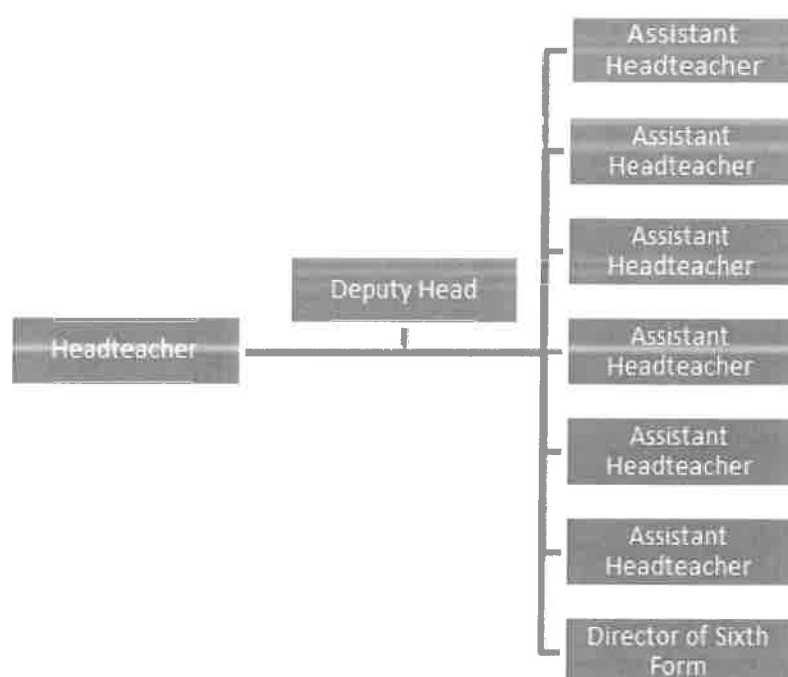 Headteacher
Deputy Head
Assistant
Headteacher
Assistant
Headteacher
Assistant
Headteacher
Assistant
Headteacher
Assistant
Headteacher
Assistant
Headteacher
Director of Sixth
Form